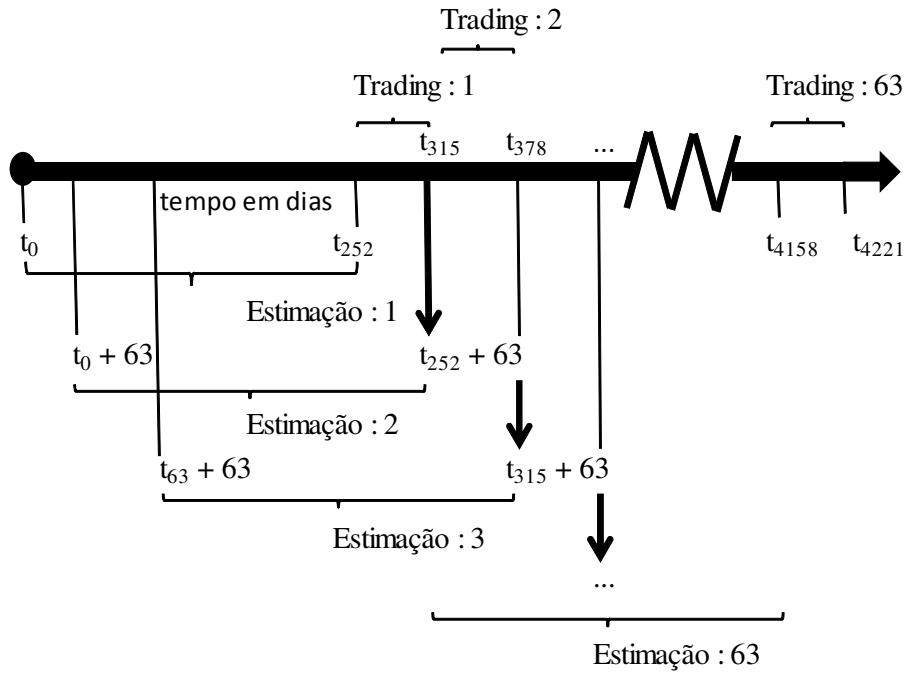 Trading : 2
Trading : 1
Trading : 63
t315
t378
...
tempo em dias
t0
t252
t4158
t4221
Estimação : 1
t0 + 63
t252 + 63
Estimação : 2
t63 + 63
t315 + 63
Estimação : 3
...
Estimação : 63